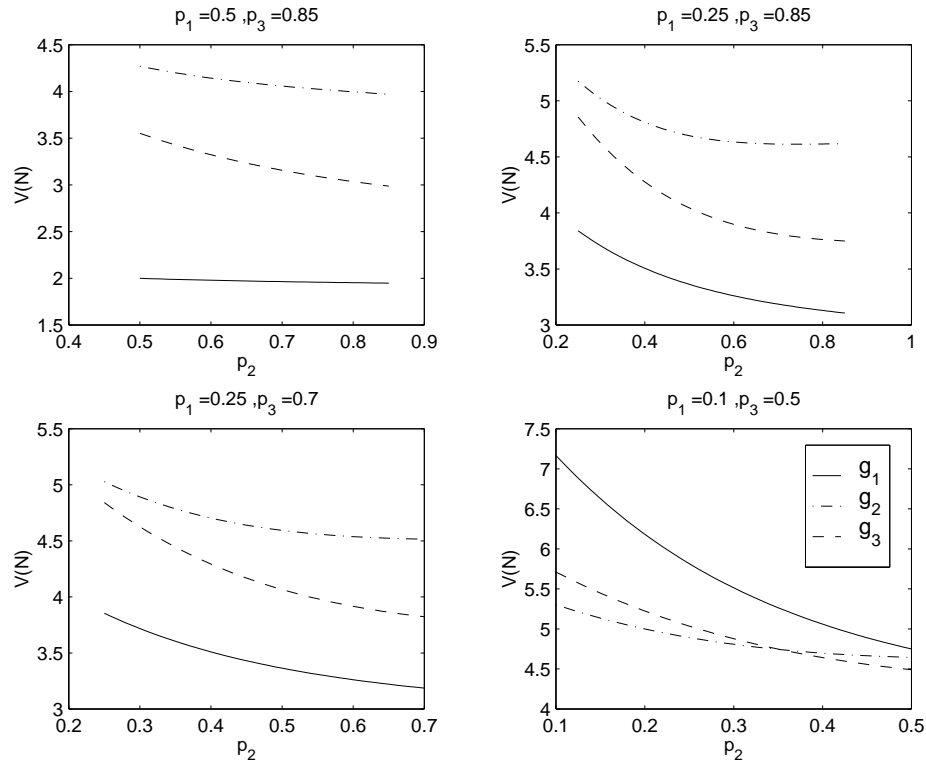 p1 =0.5 ,p3 =0.85
4.5
4
3.5
3
2.5
2
1.5
0.4 0.5 0.6 0.7 0.8 0.9
V(N)
p2
p1 =0.25 ,p3 =0.85
5.5
5
4.5
4
3.5
3
0.2 0.4 0.6 0.8 1
V(N)
p2
p1 =0.25 ,p3 =0.7
5.5
5
4.5
4
3.5
3
0.2 0.3 0.4 0.5 0.6 0.7
V(N)
p2
p1 =0.1 ,p3 =0.5
7.5
7
6.5
6
5.5
5
4.5
4
0.1 0.2 0.3 0.4 0.5
V(N)
p2
g1
g2
g3